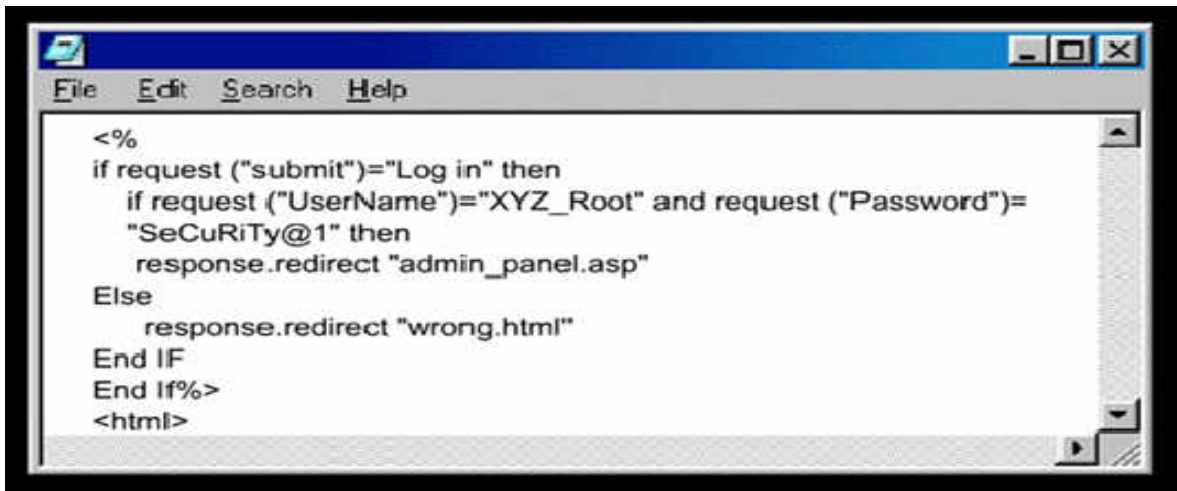 File Edit Search Help
<%
if request ("submit")="Log in" then
if request ("UserName")="XYZ_Root" and request ("Password")=
"SeCuRiTy@1" then
response.redirect "admin_panel.asp"
Else
response.redirect "wrong.html"
End IF
End If%>
<html>